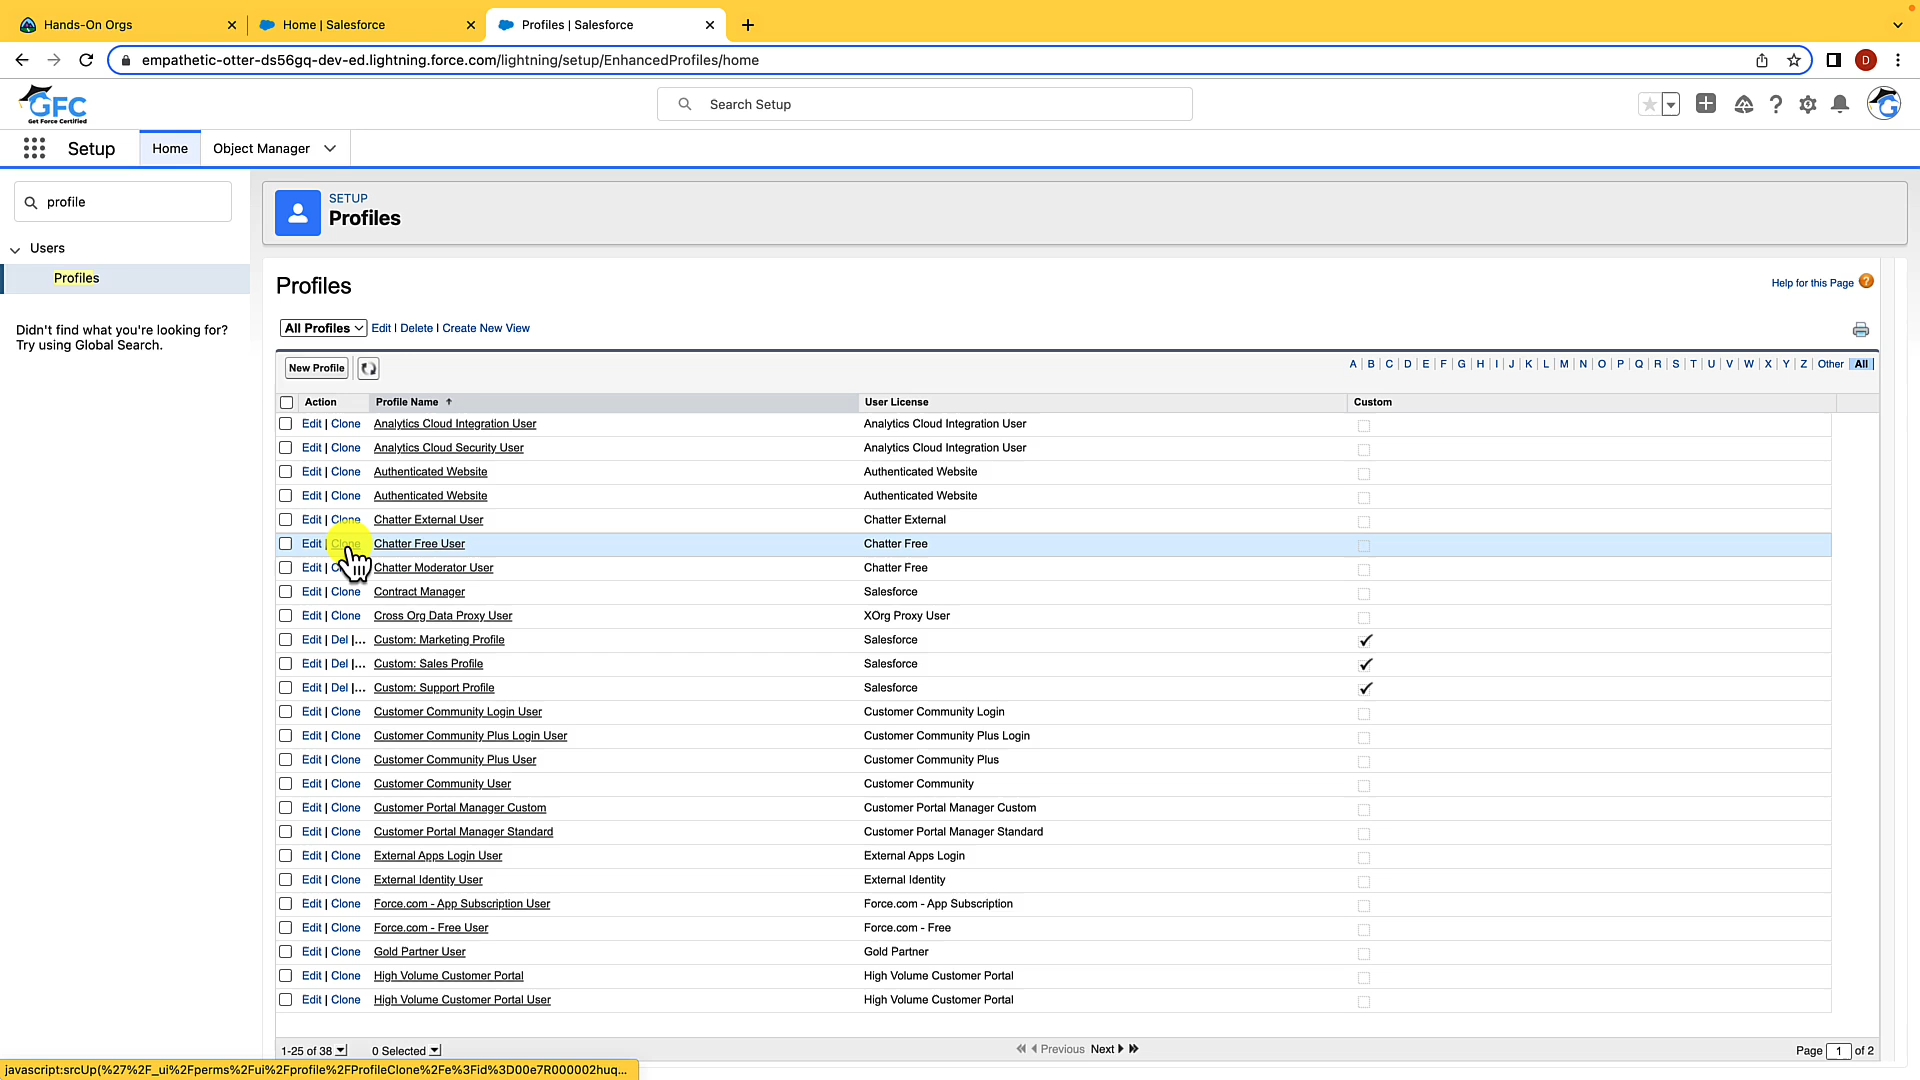 Hands-On Orgs
Home | Salesforce
Profiles | Salesforce
empathetic-otter-ds56gq-dev-ed.lightning.force.com/lightning/setup/EnhancedProfiles/home
D
GFC
Get Force Certified
Search Setup
Setup
Home
Object Manager
profile
Users
Profiles
Didn't find what you're looking for?
Try using Global Search.
SETUP
Profiles
Profiles
Help for this Page ?
All Profiles Edit | Delete | Create New View
New Profile
A | B | C | D | E | F | G | H | I | J | K | L | M | N | O | P | Q | R | S | T | U | V | W | X | Y | Z | Other All
Action Profile Name User License Custom
Edit | Clone Analytics Cloud Integration User Analytics Cloud Integration User
Edit | Clone Analytics Cloud Security User Analytics Cloud Integration User
Edit | Clone Authenticated Website Authenticated Website
Edit | Clone Authenticated Website Authenticated Website
Edit | Clone Chatter External User Chatter External
Edit | Clone Chatter Free User Chatter Free
Edit | Chatter Moderator User Chatter Free
Edit | Clone Contract Manager Salesforce
Edit | Clone Cross Org Data Proxy User XOrg Proxy User
Edit | Del |... Custom: Marketing Profile Salesforce
Edit | Del |... Custom: Sales Profile Salesforce
Edit | Del |... Custom: Support Profile Salesforce
Edit | Clone Customer Community Login User Customer Community Login
Edit | Clone Customer Community Plus Login User Customer Community Plus Login
Edit | Clone Customer Community Plus User Customer Community Plus
Edit | Clone Customer Community User Customer Community
Edit | Clone Customer Portal Manager Custom Customer Portal Manager Custom
Edit | Clone Customer Portal Manager Standard Customer Portal Manager Standard
Edit | Clone External Apps Login User External Apps Login
Edit | Clone External Identity User External Identity
Edit | Clone Force.com - App Subscription User Force.com - App Subscription
Edit | Clone Force.com - Free User Force.com - Free
Edit | Clone Gold Partner User Gold Partner
Edit | Clone High Volume Customer Portal High Volume Customer Portal
Edit | Clone High Volume Customer Portal User High Volume Customer Portal
1-25 of 38 0 Selected Previous Next Page 1 of 2
javascript:srcUp(%27%2F_ui%2Fperms%2Fui%2Fprofile%2FProfileClone%2Fe%3Fid%3D00e7R000002huq...